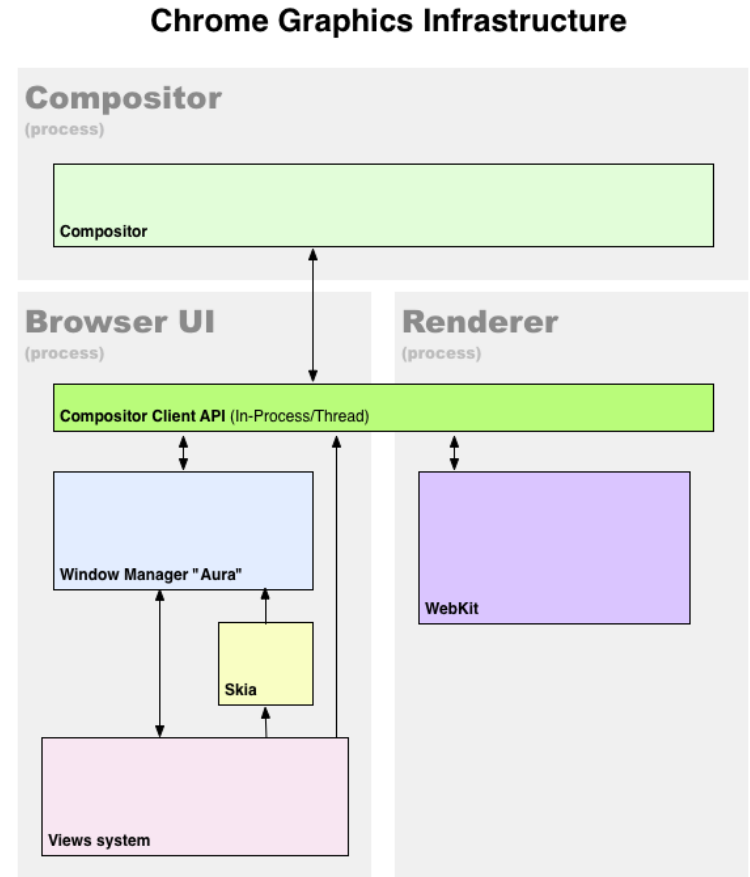 Chrome Graphics Infrastructure
Compositor
(process)
Compositor
Browser UI
(process)
Renderer
(process)
Compositor Client API (In-Process/Thread)
Window Manager "Aura"
WebKit
Skia
Views system